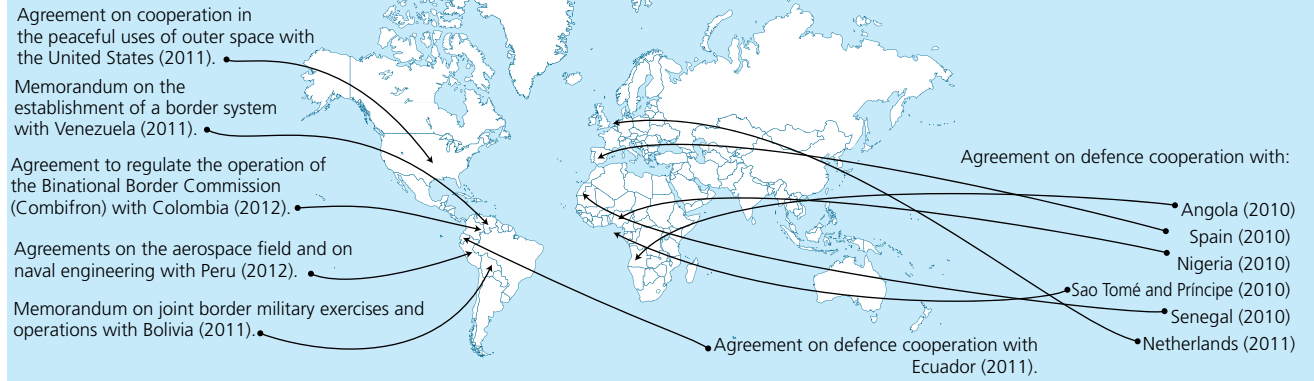 Agreement on cooperation in
the peaceful uses of outer space with
the United States (2011).
Memorandum on the
establishment of a border system
with Venezuela (2011).
Agreement to regulate the operation of
the Binational Border Commission
(Combifron) with Colombia (2012).
Agreements on the aerospace field and on
naval engineering with Peru (2012).
Memorandum on joint border military exercises and
operations with Bolivia (2011).
Agreement on defence cooperation with
Ecuador (2011).
Agreement on defence cooperation with:
Angola (2010)
Spain (2010)
Nigeria (2010)
Sao Tomé and Príncipe (2010)
Senegal (2010)
Netherlands (2011)